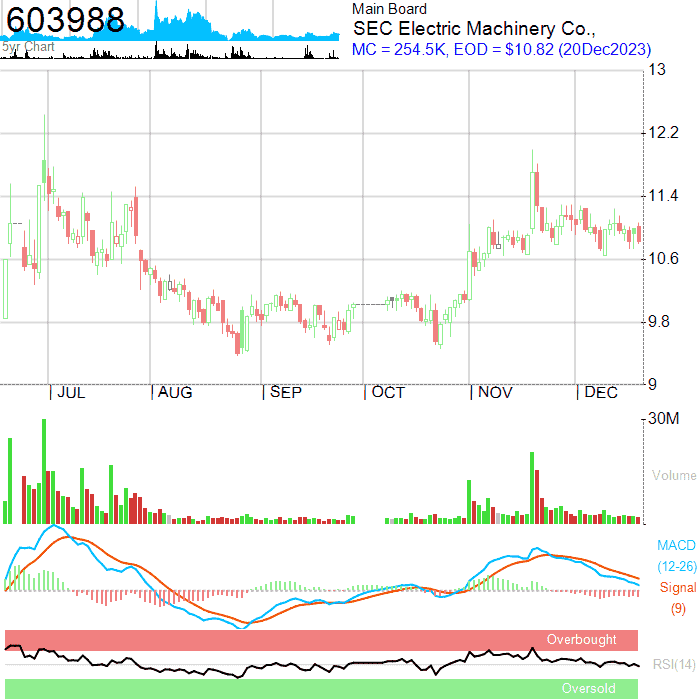 603988
5yr Chart
Main Board
SEC Electric Machinery Co.,
MC = 254.5K, EOD = $10.82 (20Dec2023)
13
12.2
11.4
10.6
9.8
9
JUL AUG SEP OCT NOV DEC
30M
Volume
MACD
(12-26)
Signal
(9)
Overbought
RSI(14)
Oversold